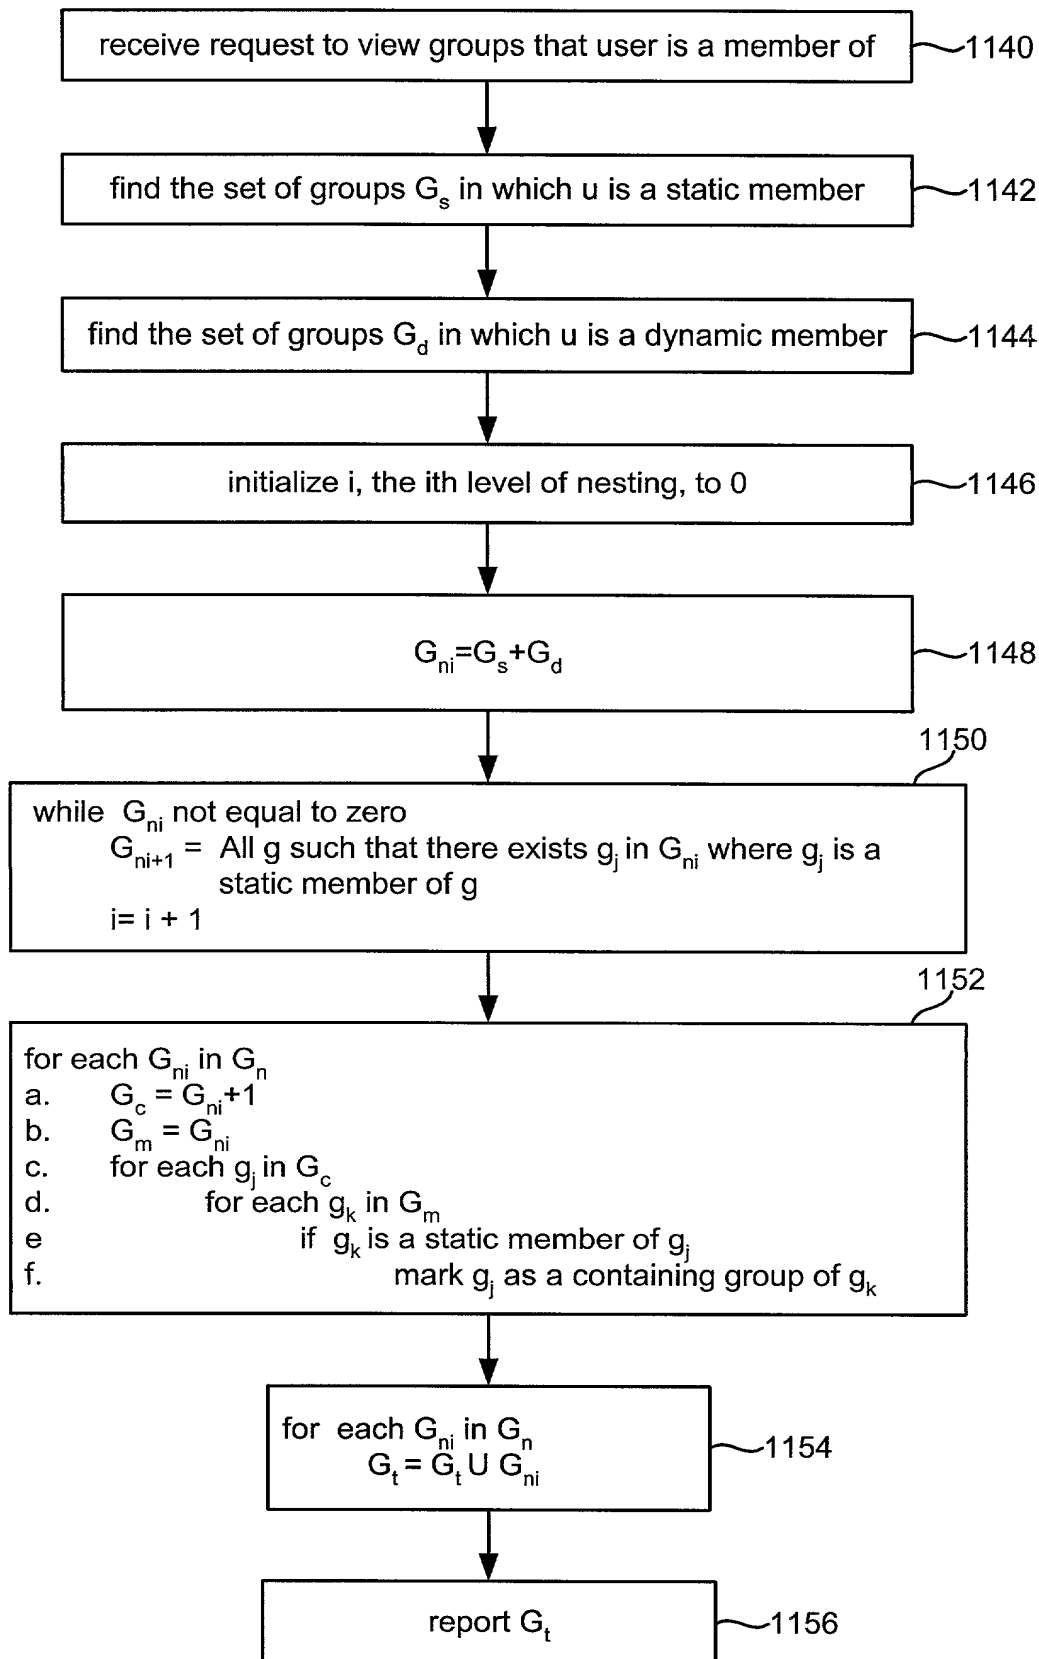 receive request to view groups that user is a member of 1140
find the set of groups Gs in which u is a static member 1142
find the set of groups Gd in which u is a dynamic member 1144
initialize i, the ith level of nesting, to 0 1146
Gni=Gs+Gd 1148
1150
while Gni not equal to zero
Gni+1 = All g such that there exists gj in Gni where gj is a
static member of g
i= i + 1
1152
for each Gni in Gn
a. Gc = Gni+1
b. Gm = Gni
c. for each gj in Gc
d. for each gk in Gm
e if gk is a static member of gj
f. mark gj as a containing group of gk
for each Gni in Gn
Gt = Gt U Gni
1154
report Gt 1156